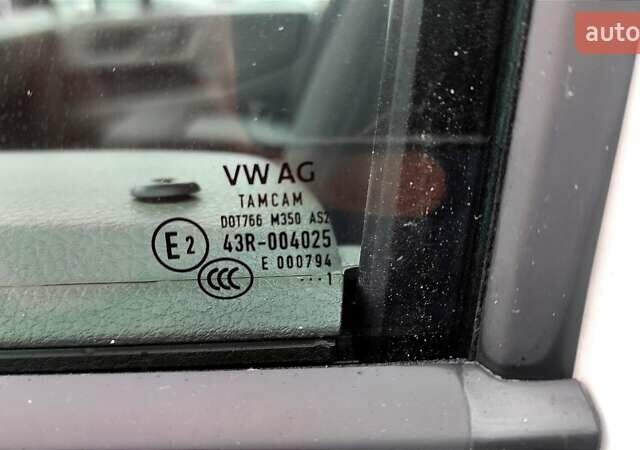 auto
VW AG
TAMCAM
DOT766 M350 AS2
E2 43R-004025
E 000794
CCC ···1